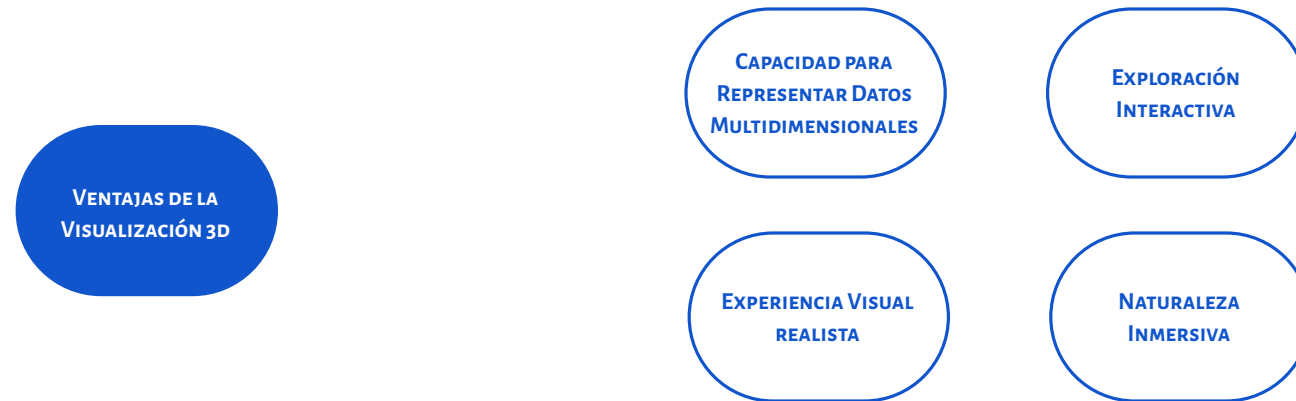 Ventajas de la
Visualización 3D
Capacidad para
Representar Datos
Multidimensionales
Exploración
Interactiva
Experiencia Visual
realista
Naturaleza
Inmersiva